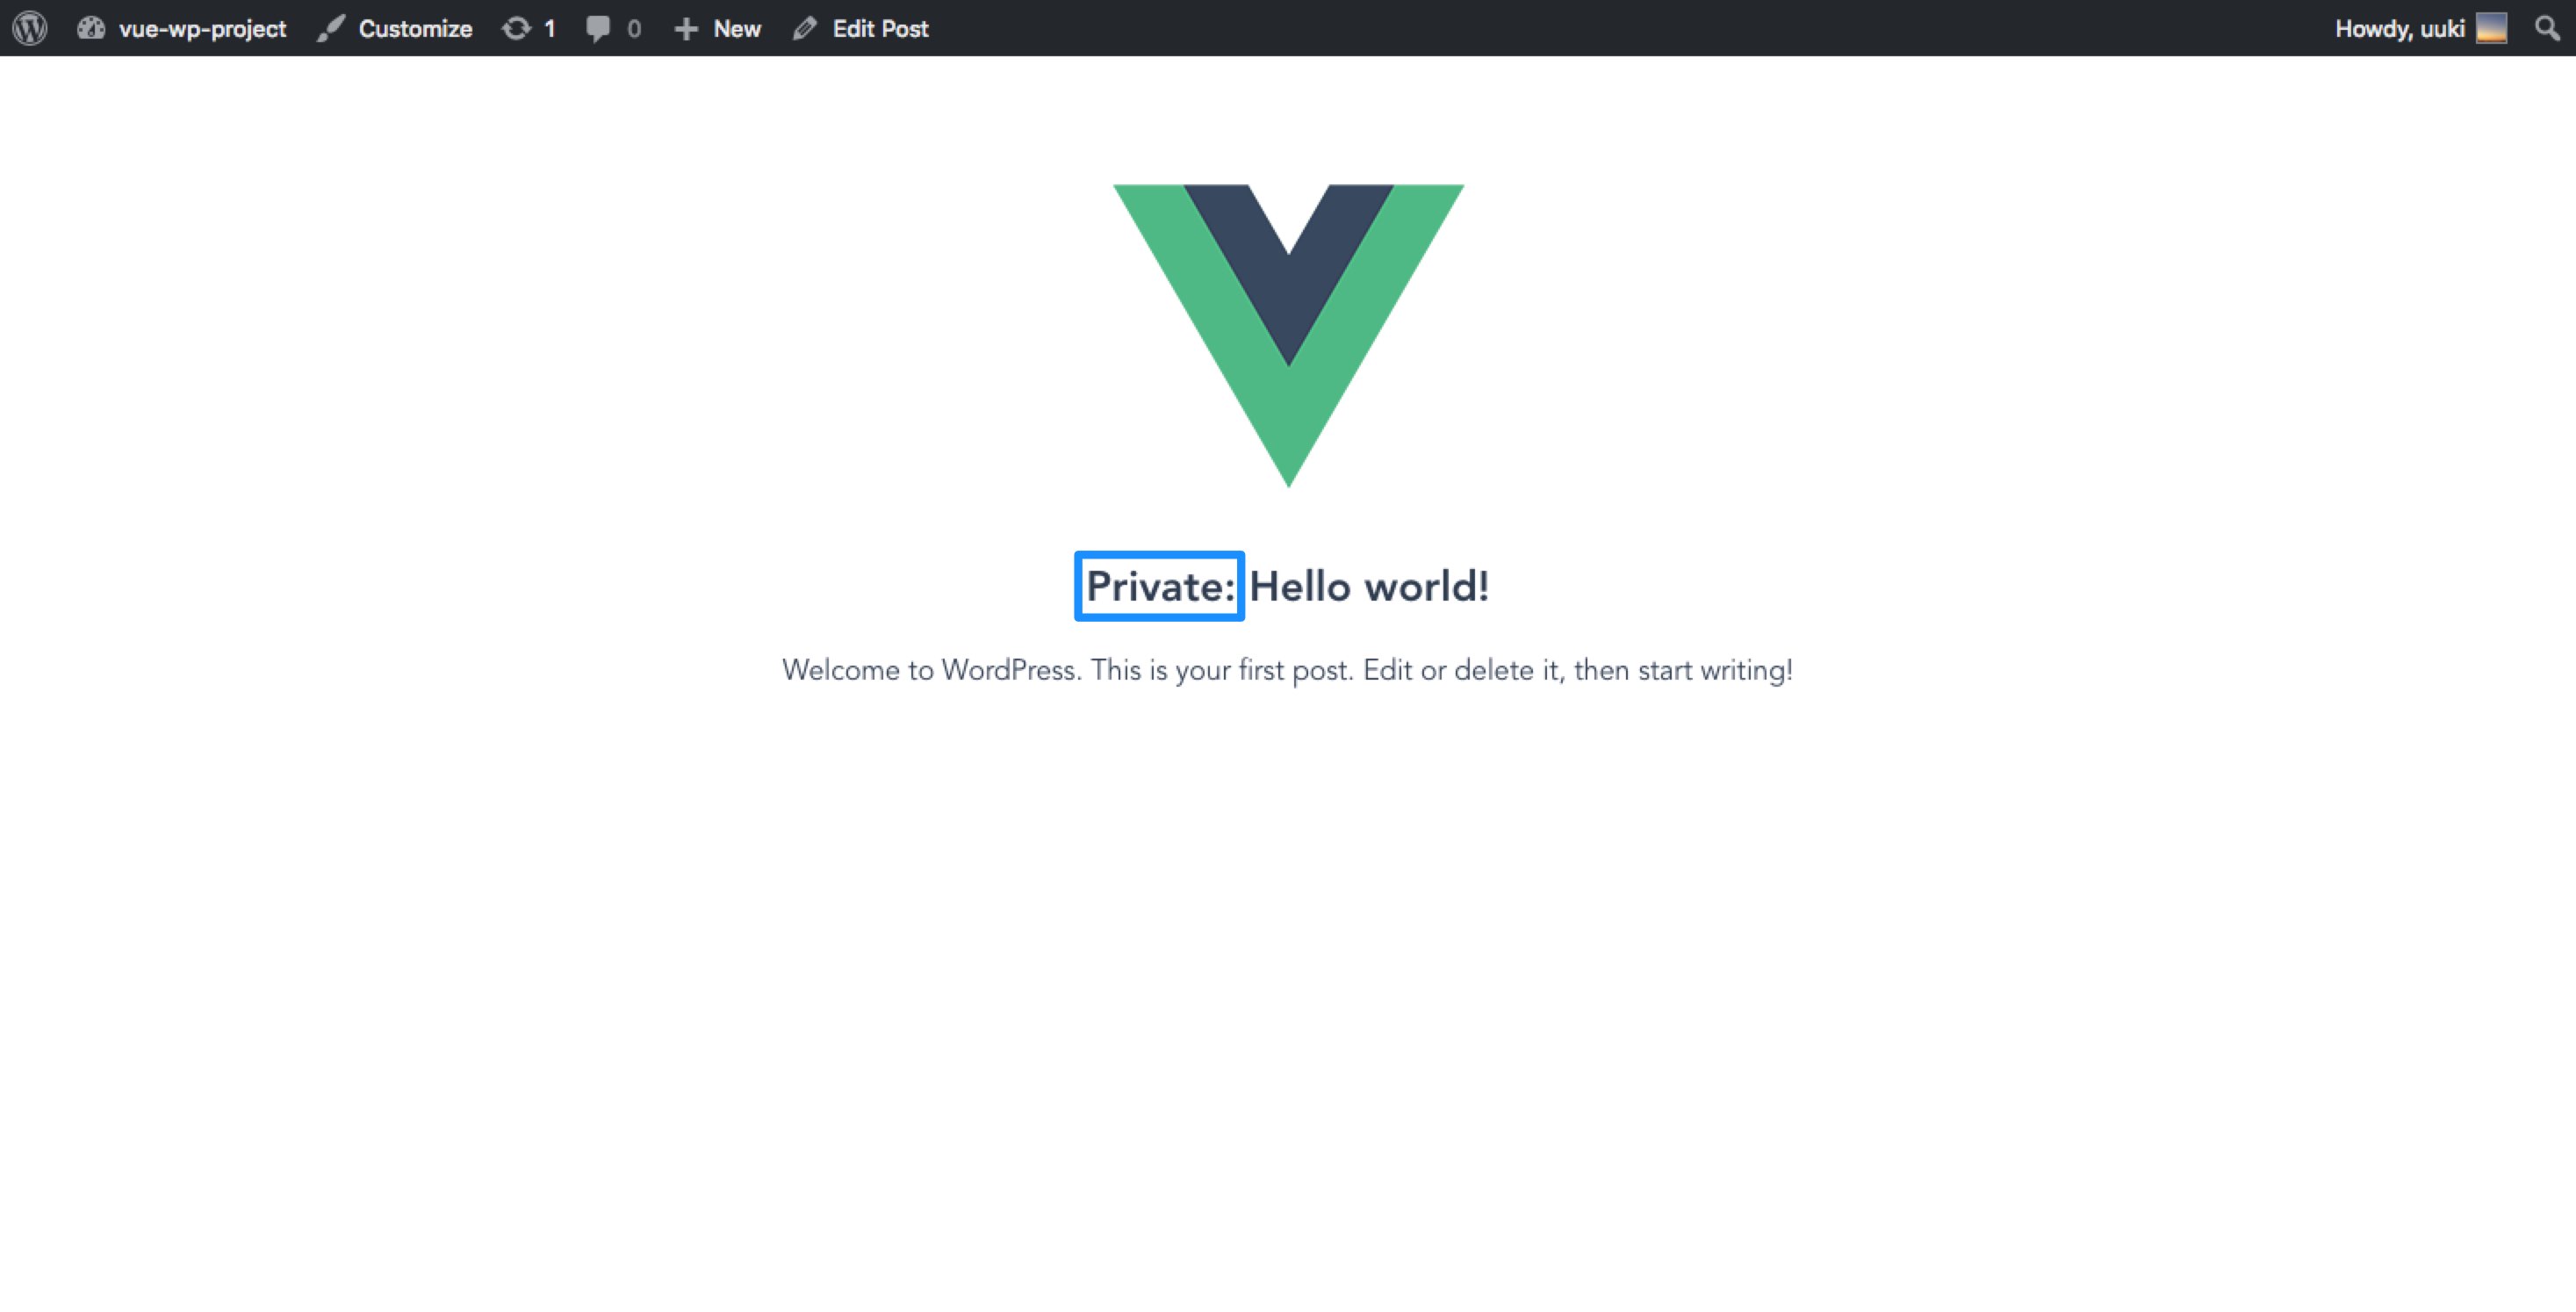 vue-wp-project Customize 1 0 New Edit Post Howdy, uuki
Private: Hello world!
Welcome to WordPress. This is your first post. Edit or delete it, then start writing!